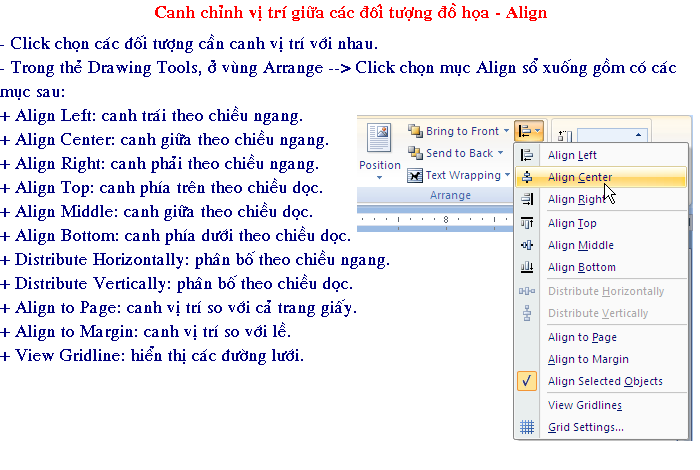 Canh chỉnh vị trí giữa các đối tượng đồ họa - Align
- Click chọn các đối tượng cần canh vị trí với nhau.
- Trong thẻ Drawing Tools, ở vùng Arrange --> Click chọn mục Align sổ xuống gồm có các
mục sau:
+ Align Left: canh trái theo chiều ngang.
+ Align Center: canh giữa theo chiều ngang.
+ Align Right: canh phải theo chiều ngang.
+ Align Top: canh phía trên theo chiều dọc.
+ Align Middle: canh giữa theo chiều dọc.
+ Align Bottom: canh phía dưới theo chiều dọc.
+ Distribute Horizontally: phân bố theo chiều ngang.
+ Distribute Vertically: phân bố theo chiều dọc.
+ Align to Page: canh vị trí so với cả trang giấy.
+ Align to Margin: canh vị trí so với lề.
+ View Gridline: hiển thị các đường lưới.
Position
Bring to Front
Send to Back
Text Wrapping
Arrange
8
Align Left
Align Center
Align Right
Align Top
Align Middle
Align Bottom
Distribute Horizontally
Distribute Vertically
Align to Page
Align to Margin
Align Selected Objects
View Gridlines
Grid Settings...